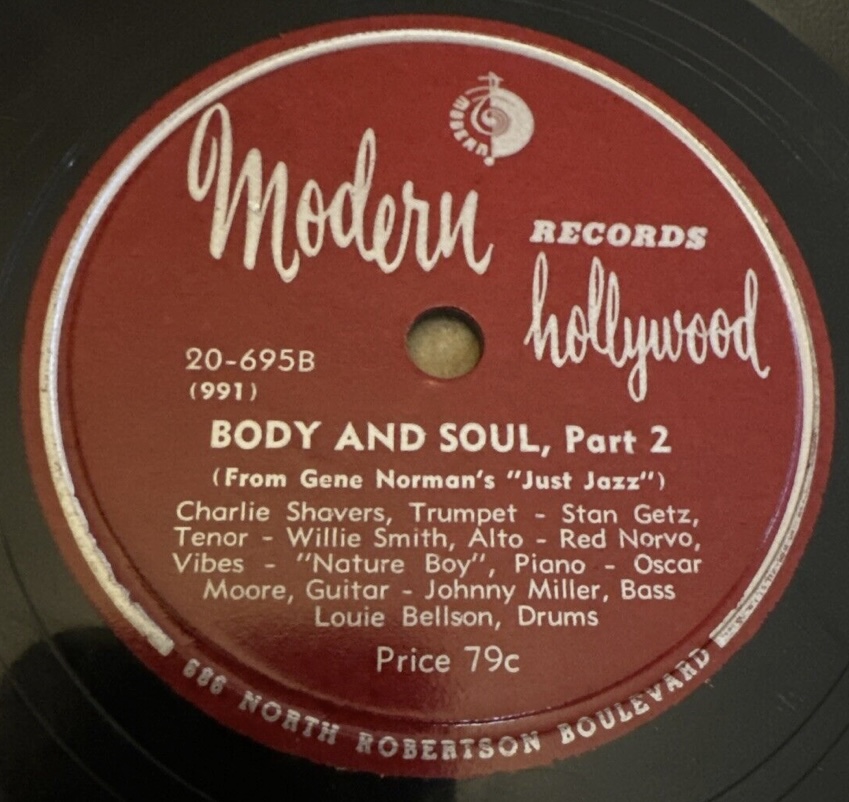 MODERN
Modern
RECORDS
hollywood
20-695B
(991)
BODY AND SOUL, Part 2
(From Gene Norman's "Just Jazz")
Charlie Shavers, Trumpet - Stan Getz,
Tenor - Willie Smith, Alto - Red Norvo,
Vibes - "Nature Boy", Piano - Oscar
Moore, Guitar - Johnny Miller, Bass
Louie Bellson, Drums
Price 79c
686 NORTH ROBERTSON BOULEVARD